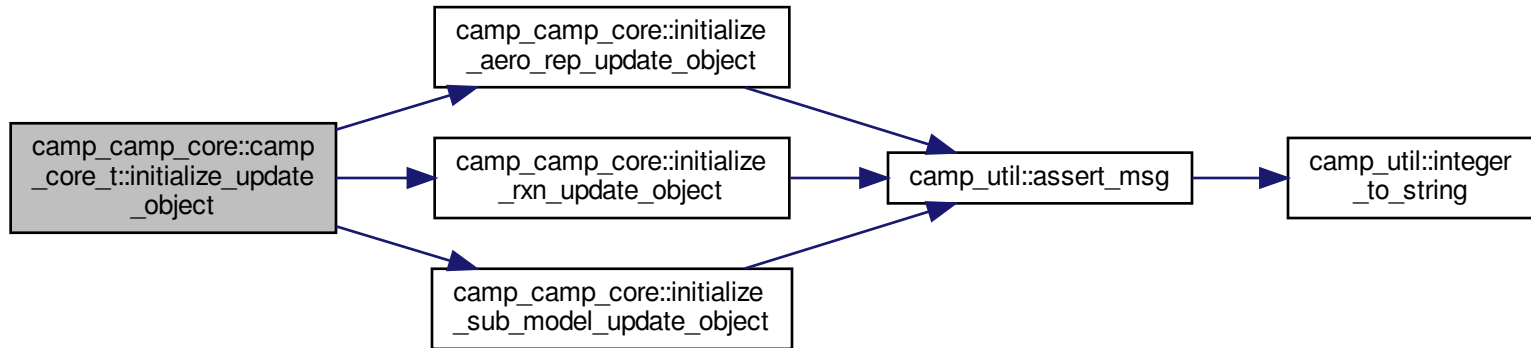 camp_camp_core::camp
_core_t::initialize_update
_object
camp_camp_core::initialize
_aero_rep_update_object
camp_camp_core::initialize
_rxn_update_object
camp_camp_core::initialize
_sub_model_update_object
camp_util::assert_msg
camp_util::integer
_to_string